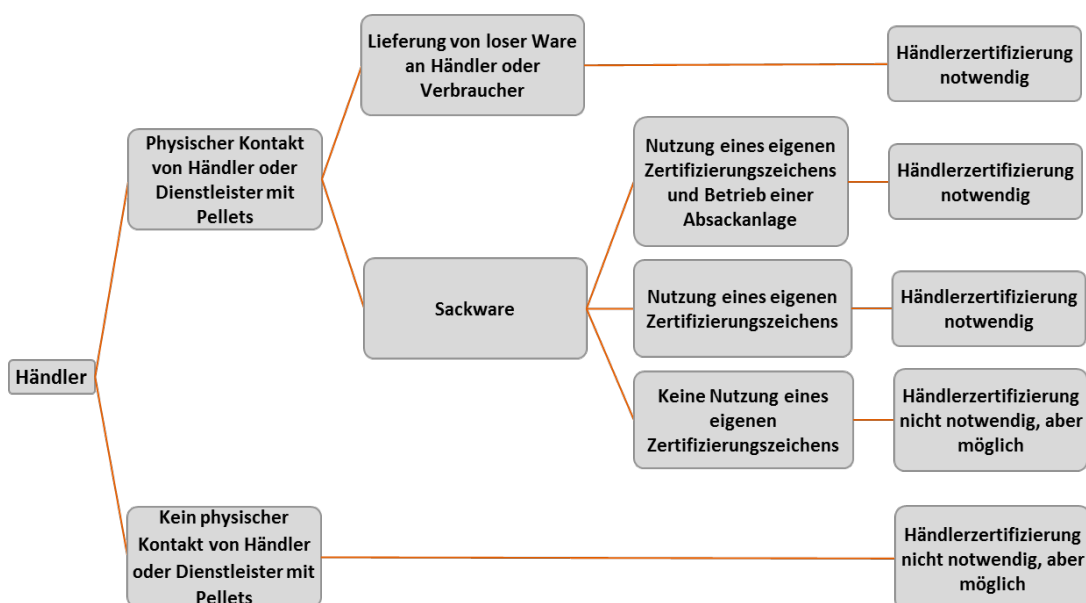 Lieferung von loser Ware
an Händler oder
Verbraucher
Händlerzertifizierung
notwendig
Physischer Kontakt
von Händler oder
Dienstleister mit
Pellets
Nutzung eines eigenen
Zertifizierungszeichens
und Betrieb einer
Absackanlage
Händlerzertifizierung
notwendig
Sackware
Nutzung eines eigenen
Zertifizierungszeichens
Händlerzertifizierung
notwendig
Händler
Keine Nutzung eines
eigenen
Zertifizierungszeichens
Händlerzertifizierung
nicht notwendig, aber
möglich
Kein physischer
Kontakt von Händler
oder Dienstleister mit
Pellets
Händlerzertifizierung
nicht notwendig, aber
möglich